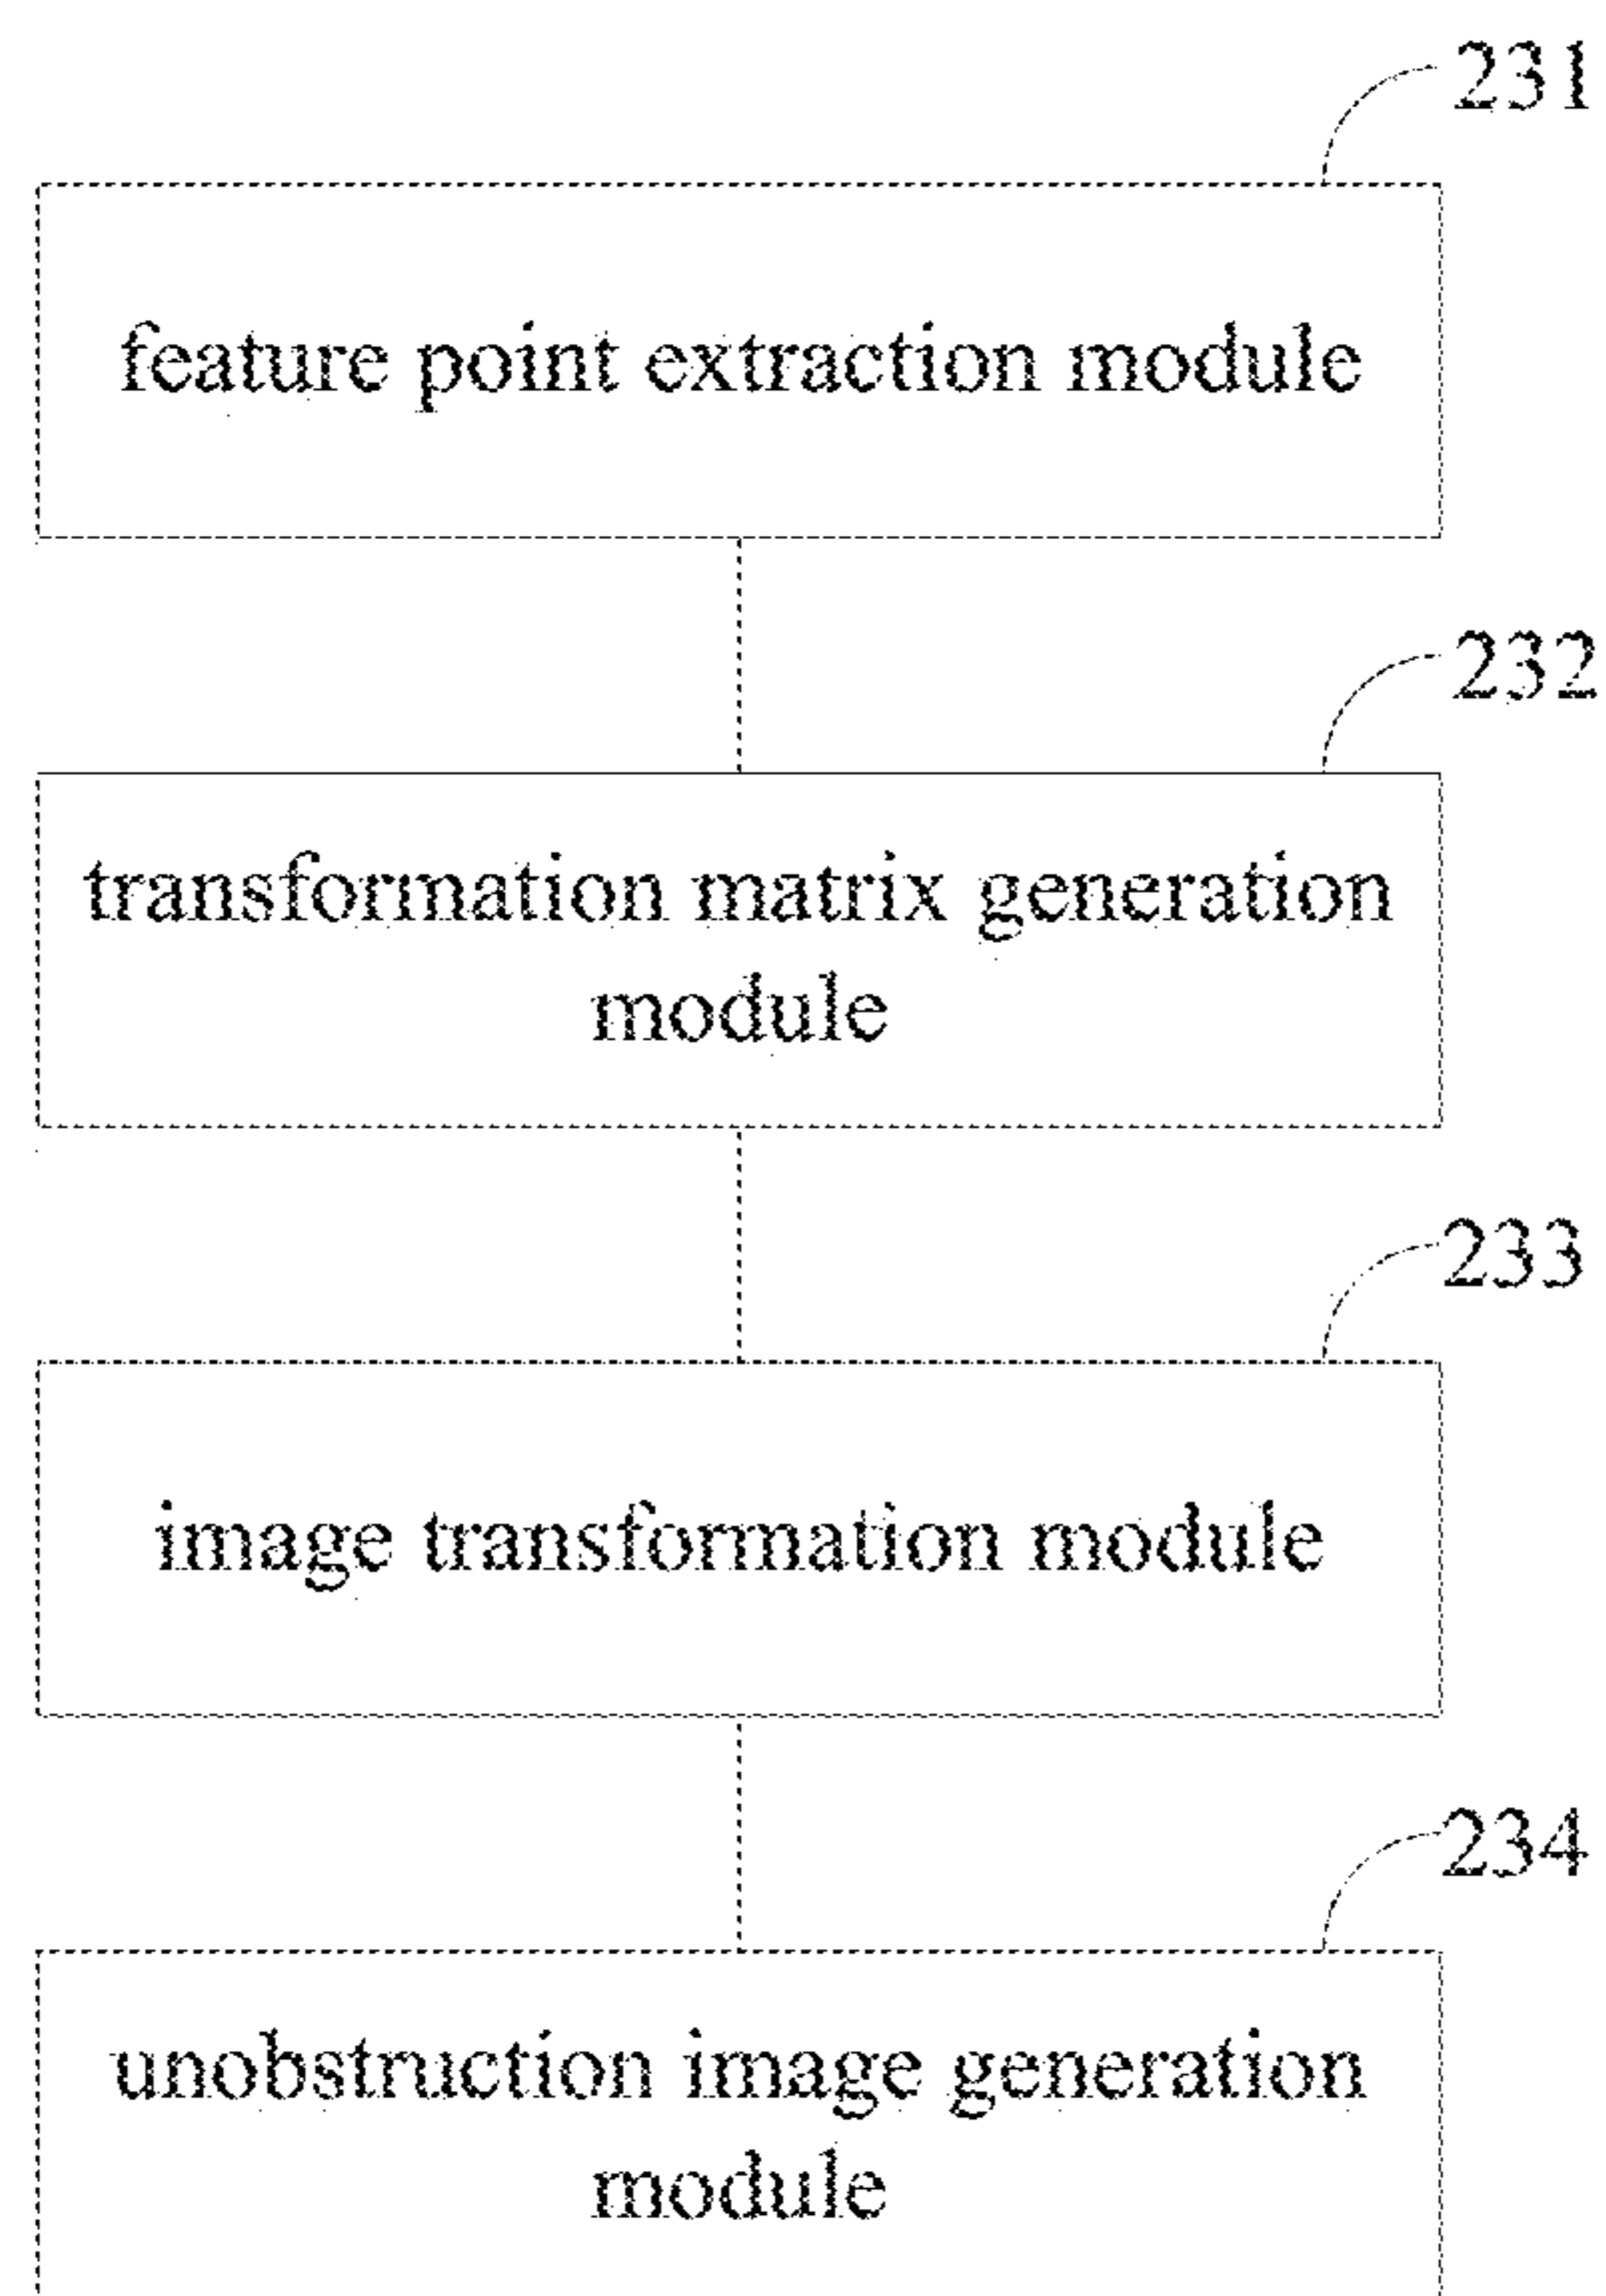 231
feature point extraction module
232
transformation matrix generation
module
233
image transformation module
234
unobstruction image generation
module